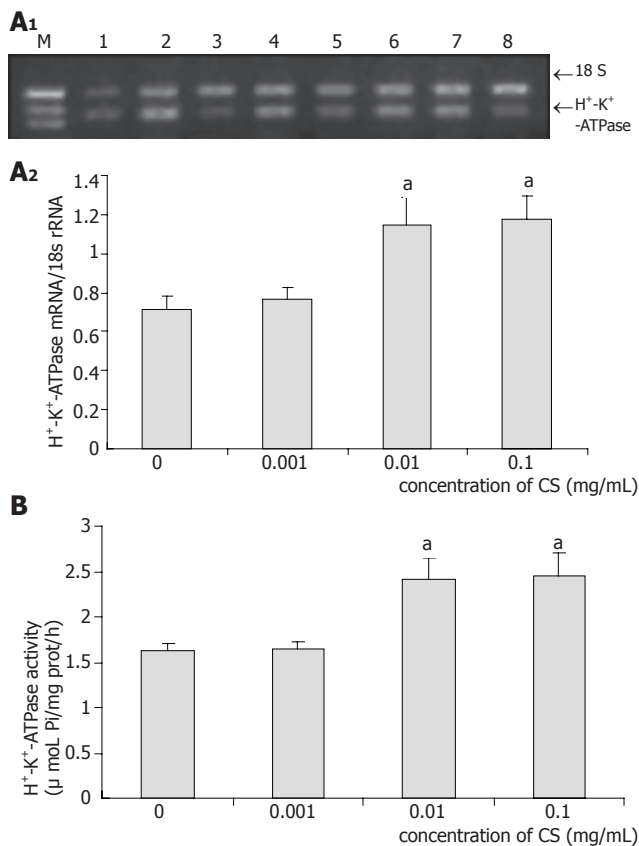 A1
M 1 2 3 4 5 6 7 8
←18 S
←H⁺-K⁺
-ATPase
A2
H⁺-K⁺-ATPase mRNA/18s rRNA
1.4
1.2
1
0.8
0.6
0.4
0.2
0
a a
0 0.001 0.01 0.1
concentration of CS (mg/mL)
B
H⁺-K⁺-ATPase activity
(μ moL Pi/mg prot/h)
3
2.5
2
1.5
1
0.5
0
a a
0 0.001 0.01 0.1
concentration of CS (mg/mL)